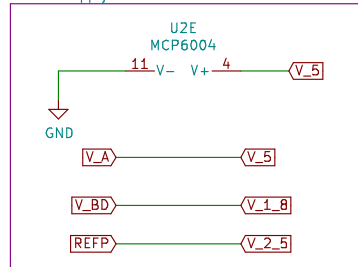 U2E
MCP6004
11 V- V+ 4 V_5
GND
V_A V_5
V_BD V_1_8
REFP V_2_5